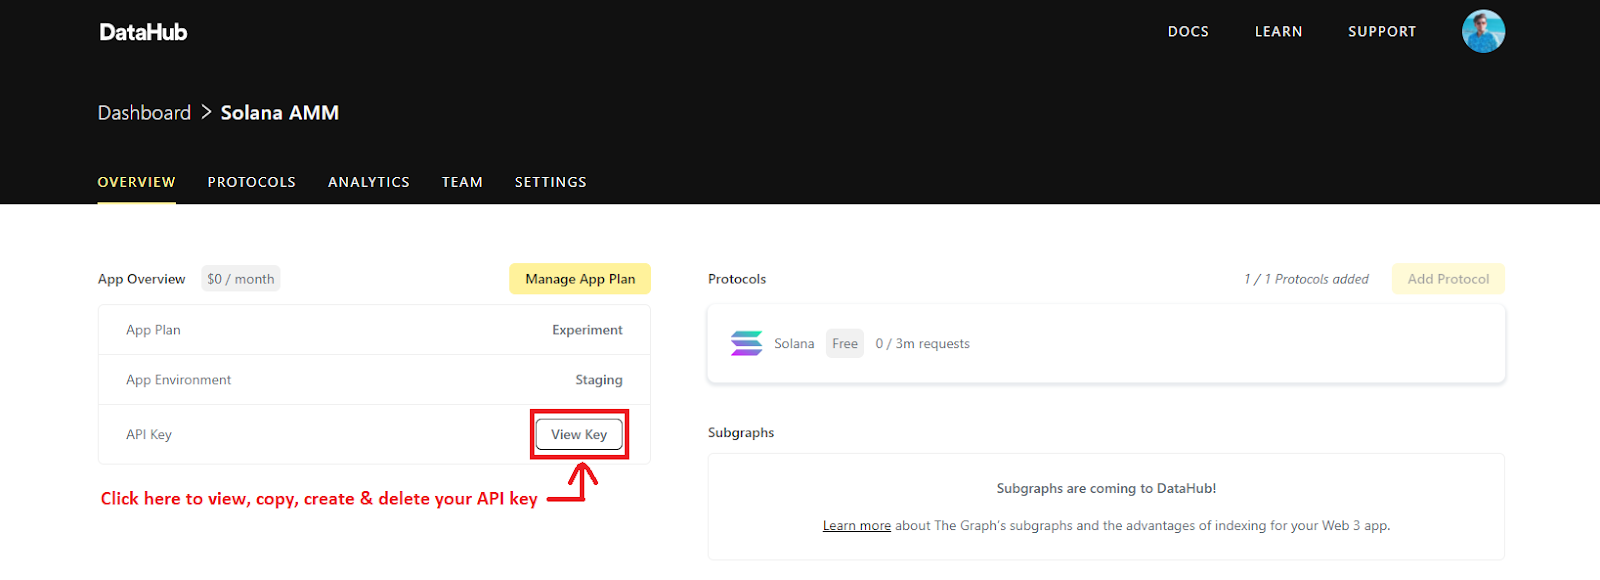 DataHub
DOCS LEARN SUPPORT
Dashboard > Solana AMM
OVERVIEW PROTOCOLS ANALYTICS TEAM SETTINGS
App Overview $0 / month Manage App Plan
App Plan Experiment
App Environment Staging
API Key View Key
Click here to view, copy, create & delete your API key
Protocols 1 / 1 Protocols added Add Protocol
Solana Free 0 / 3m requests
Subgraphs
Subgraphs are coming to DataHub!
Learn more about The Graph's subgraphs and the advantages of indexing for your Web 3 app.